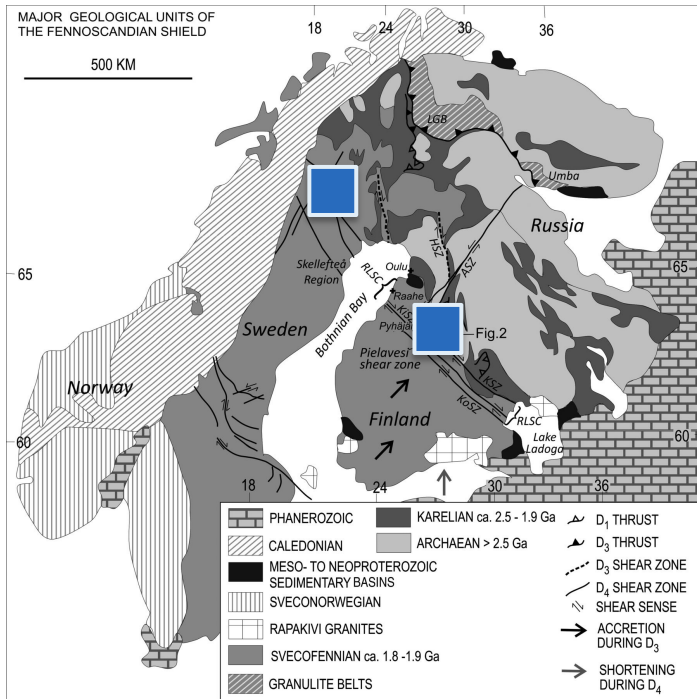 MAJOR GEOLOGICAL UNITS OF
THE FENNOSCANDIAN SHIELD
500 KM
18
24
30
36
LGB
Umba
Russia
HSZ
ASZ
65
Skellefteå
Region
RLSC
Oulu
Raahe
KiSZ
Pyhäjä
Fig.2
Bothnian Bay
Sweden
Pielavesi
shear zone
KSZ
KoSZ
Norway
Finland
RLSC
Lake
Ladoga
60
60
18
24
30
36
PHANEROZOIC
CALEDONIAN
MESO- TO NEOPROTEROZOIC
SEDIMENTARY BASINS
SVECONORWEGIAN
RAPAKIVI GRANITES
SVECOFENNIAN ca. 1.8 -1.9 Ga
GRANULITE BELTS
KARELIAN ca. 2.5 - 1.9 Ga
ARCHAEAN > 2.5 Ga
D₁ THRUST
D₃ THRUST
D₃ SHEAR ZONE
D₄ SHEAR ZONE
SHEAR SENSE
ACCRETION
DURING D₃
SHORTENING
DURING D₄
65